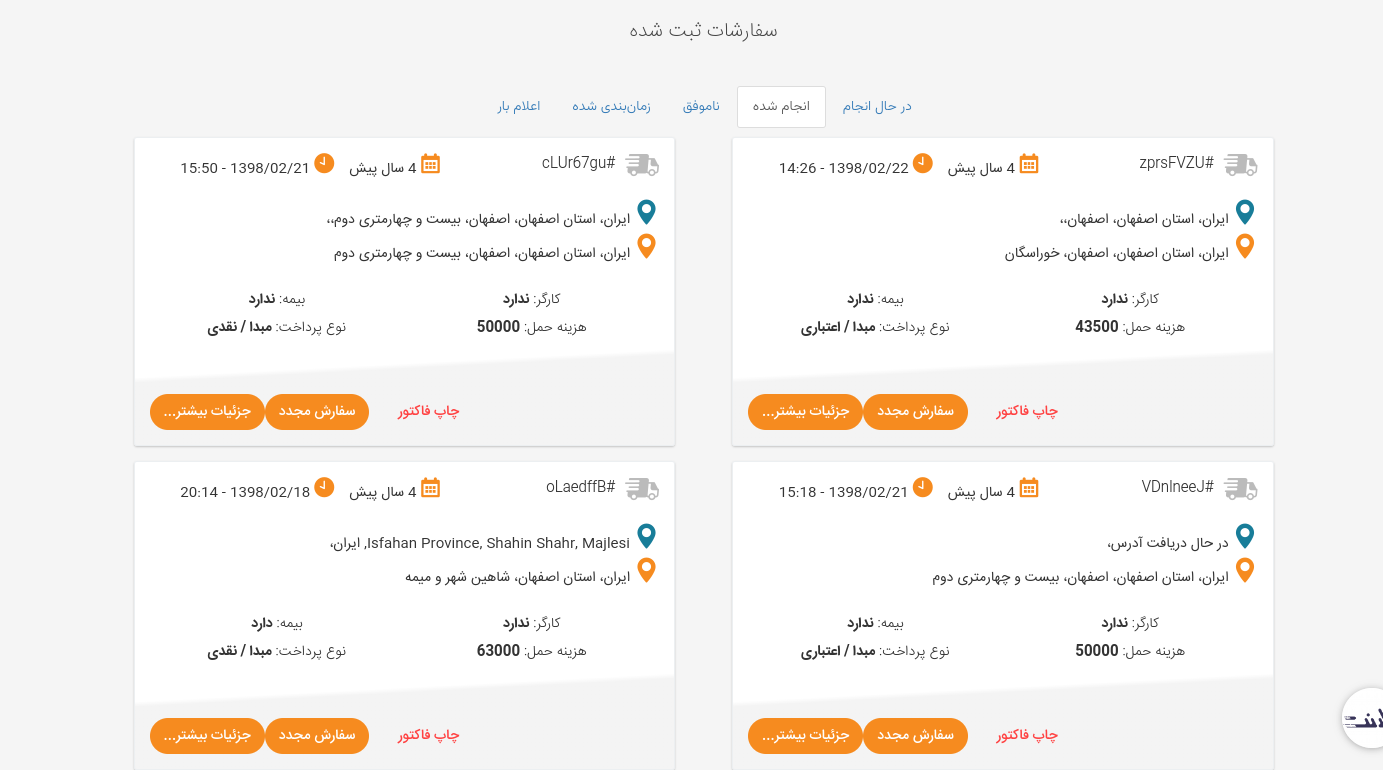 سفارشات ثبت شده
در حال انجام
انجام شده
ناموفق
زمان‌بندی شده
اعلام بار
zprsFVZU#
4 سال پیش
1398/02/22 - 14:26
ایران، استان اصفهان، اصفهان،،
ایران، استان اصفهان، اصفهان، خوراسگان
کارگر: ندارد
بیمه: ندارد
هزینه حمل: 43500
نوع پرداخت: مبدا / اعتباری
چاپ فاکتور
سفارش مجدد
جزئیات بیشتر...
cLUr67gu#
4 سال پیش
1398/02/21 - 15:50
ایران، استان اصفهان، اصفهان، بیست و چهارمتری دوم،،
ایران، استان اصفهان، اصفهان، بیست و چهارمتری دوم
کارگر: ندارد
بیمه: ندارد
هزینه حمل: 50000
نوع پرداخت: مبدا / نقدی
چاپ فاکتور
سفارش مجدد
جزئیات بیشتر...
VDnIneeJ#
4 سال پیش
1398/02/21 - 15:18
در حال دریافت آدرس،
ایران، استان اصفهان، اصفهان، بیست و چهارمتری دوم
کارگر: ندارد
بیمه: ندارد
هزینه حمل: 50000
نوع پرداخت: مبدا / اعتباری
چاپ فاکتور
سفارش مجدد
جزئیات بیشتر...
oLaedffB#
4 سال پیش
1398/02/18 - 20:14
Isfahan Province, Shahin Shahr, Majlesi, ایران،
ایران، استان اصفهان، شاهین شهر و میمه
کارگر: ندارد
بیمه: دارد
هزینه حمل: 63000
نوع پرداخت: مبدا / نقدی
چاپ فاکتور
سفارش مجدد
جزئیات بیشتر...